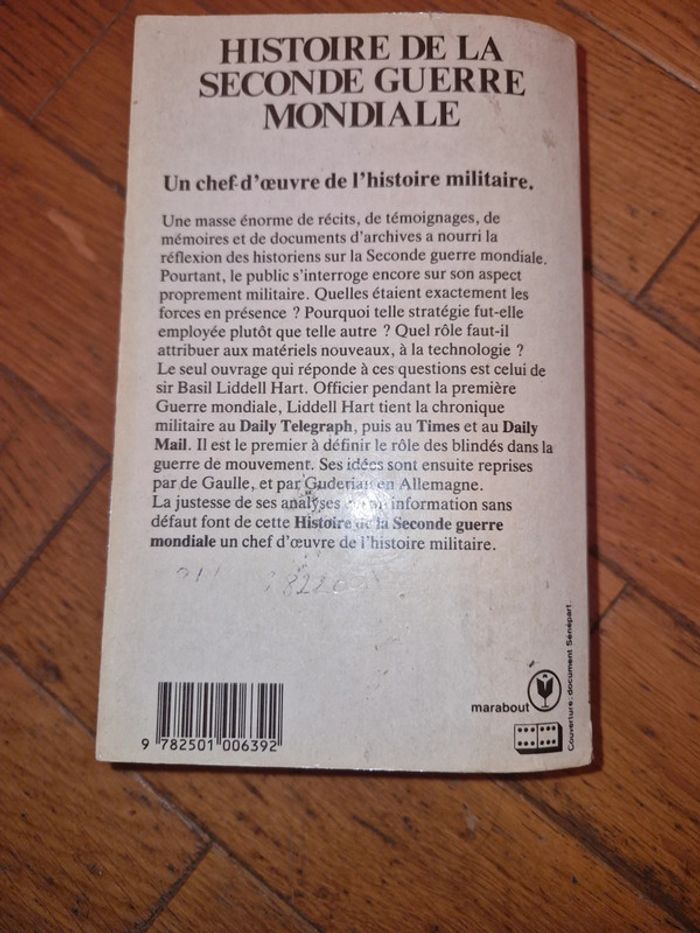 HISTOIRE DE LA
SECONDE GUERRE
MONDIALE
Un chef-d'œuvre de l'histoire militaire.
Une masse énorme de récits, de témoignages, de
mémoires et de documents d'archives a nourri la
réflexion des historiens sur la Seconde guerre mondiale.
Pourtant, le public s'interroge encore sur son aspect
proprement militaire. Quelles étaient exactement les
forces en présence ? Pourquoi telle stratégie fut-elle
employée plutôt que telle autre ? Quel rôle faut-il
attribuer aux matériels nouveaux, à la technologie ?
Le seul ouvrage qui réponde à ces questions est celui de
sir Basil Liddell Hart. Officier pendant la première
Guerre mondiale, Liddell Hart tient la chronique
militaire au Daily Telegraph, puis au Times et au Daily
Mail. Il est le premier à définir le rôle des blindés dans la
guerre de mouvement. Ses idées sont ensuite reprises
par de Gaulle, et par Guderian en Allemagne.
La justesse de ses analyses information sans
défaut font de cette Histoire de la Seconde guerre
mondiale un chef d'œuvre de l'histoire militaire.
9 782501 006392
marabout
Couverture: document Sénépart